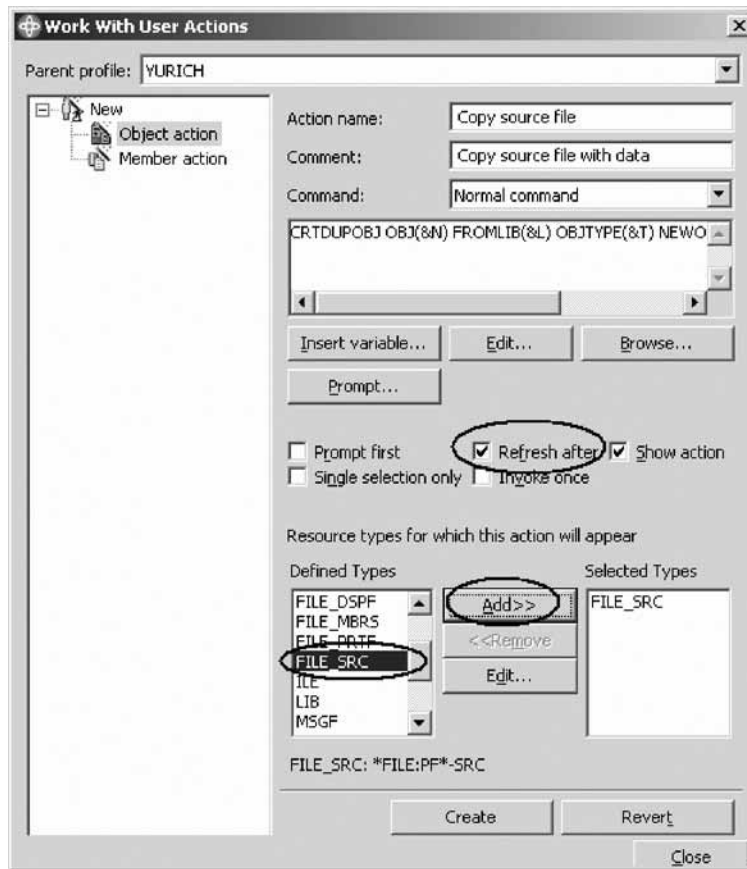 Work With User Actions
Parent profile: YURICH
New
Object action
Member action
Action name: Copy source file
Comment: Copy source file with data
Command: Normal command
CRTDUPOBJ OBJ(&N) FROMLIB(&L) OBJTYPE(&T) NEWO
Insert variable... Edit... Browse...
Prompt...
Prompt first Refresh after Show action
Single selection only Invoke once
Resource types for which this action will appear
Defined Types Selected Types
FILE_DSPF Add>> FILE_SRC
FILE_MBRS
FILE_PRTF <<Remove
FILE_SRC
ILE Edit...
LIB
MSGF
FILE_SRC: *FILE:PF*-SRC
Create Revert
Close